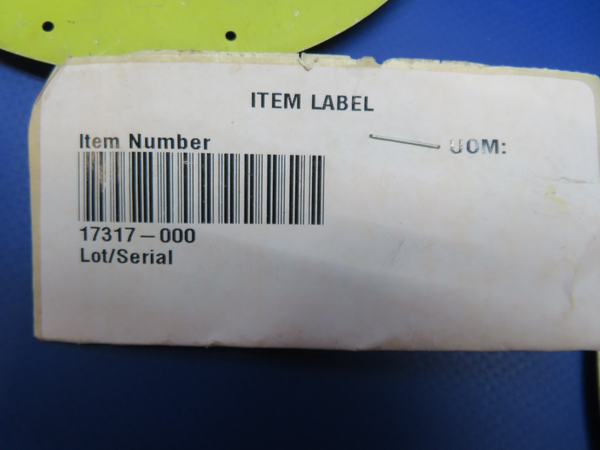 ITEM LABEL
Item Number UOM:
17317-000
Lot/Serial